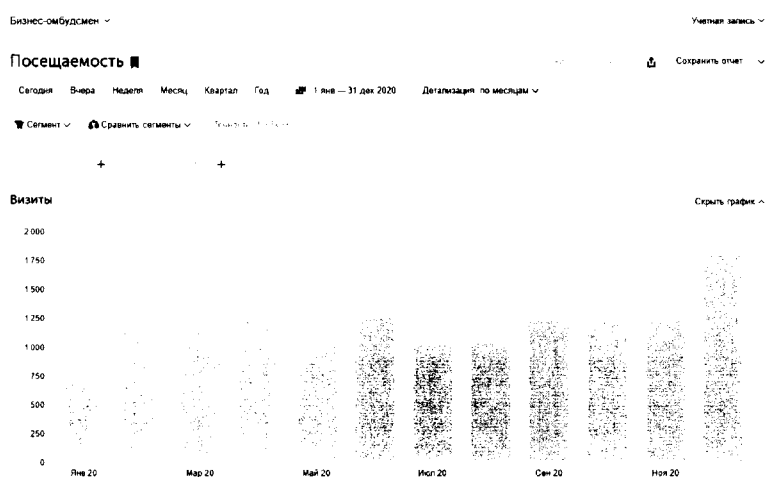 Бизнес-омбудсмен
Учетная запись
Посещаемость
Сохранить отчет
Сегодня Вчера Неделя Месяц Квартал Год 1 янв — 31 дек 2020 Детализация: по месяцам
Сегмент Сравнить сегменты
+ +
Визиты
Скрыть график
2 000
1 750
1 500
1 250
1 000
750
500
250
0
Янв 20 Мар 20 Май 20 Июл 20 Сен 20 Ноя 20